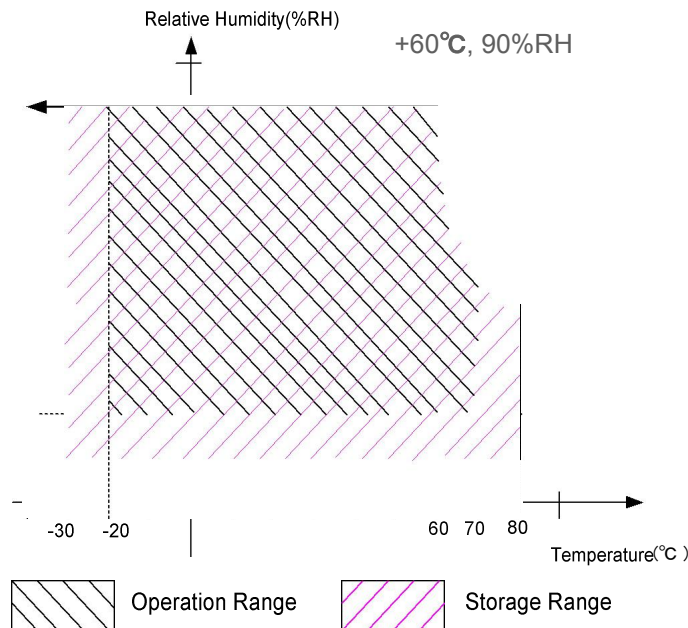 Relative Humidity(%RH)
+60℃, 90%RH
-30 -20 60 70 80
Temperature(℃)
Operation Range
Storage Range